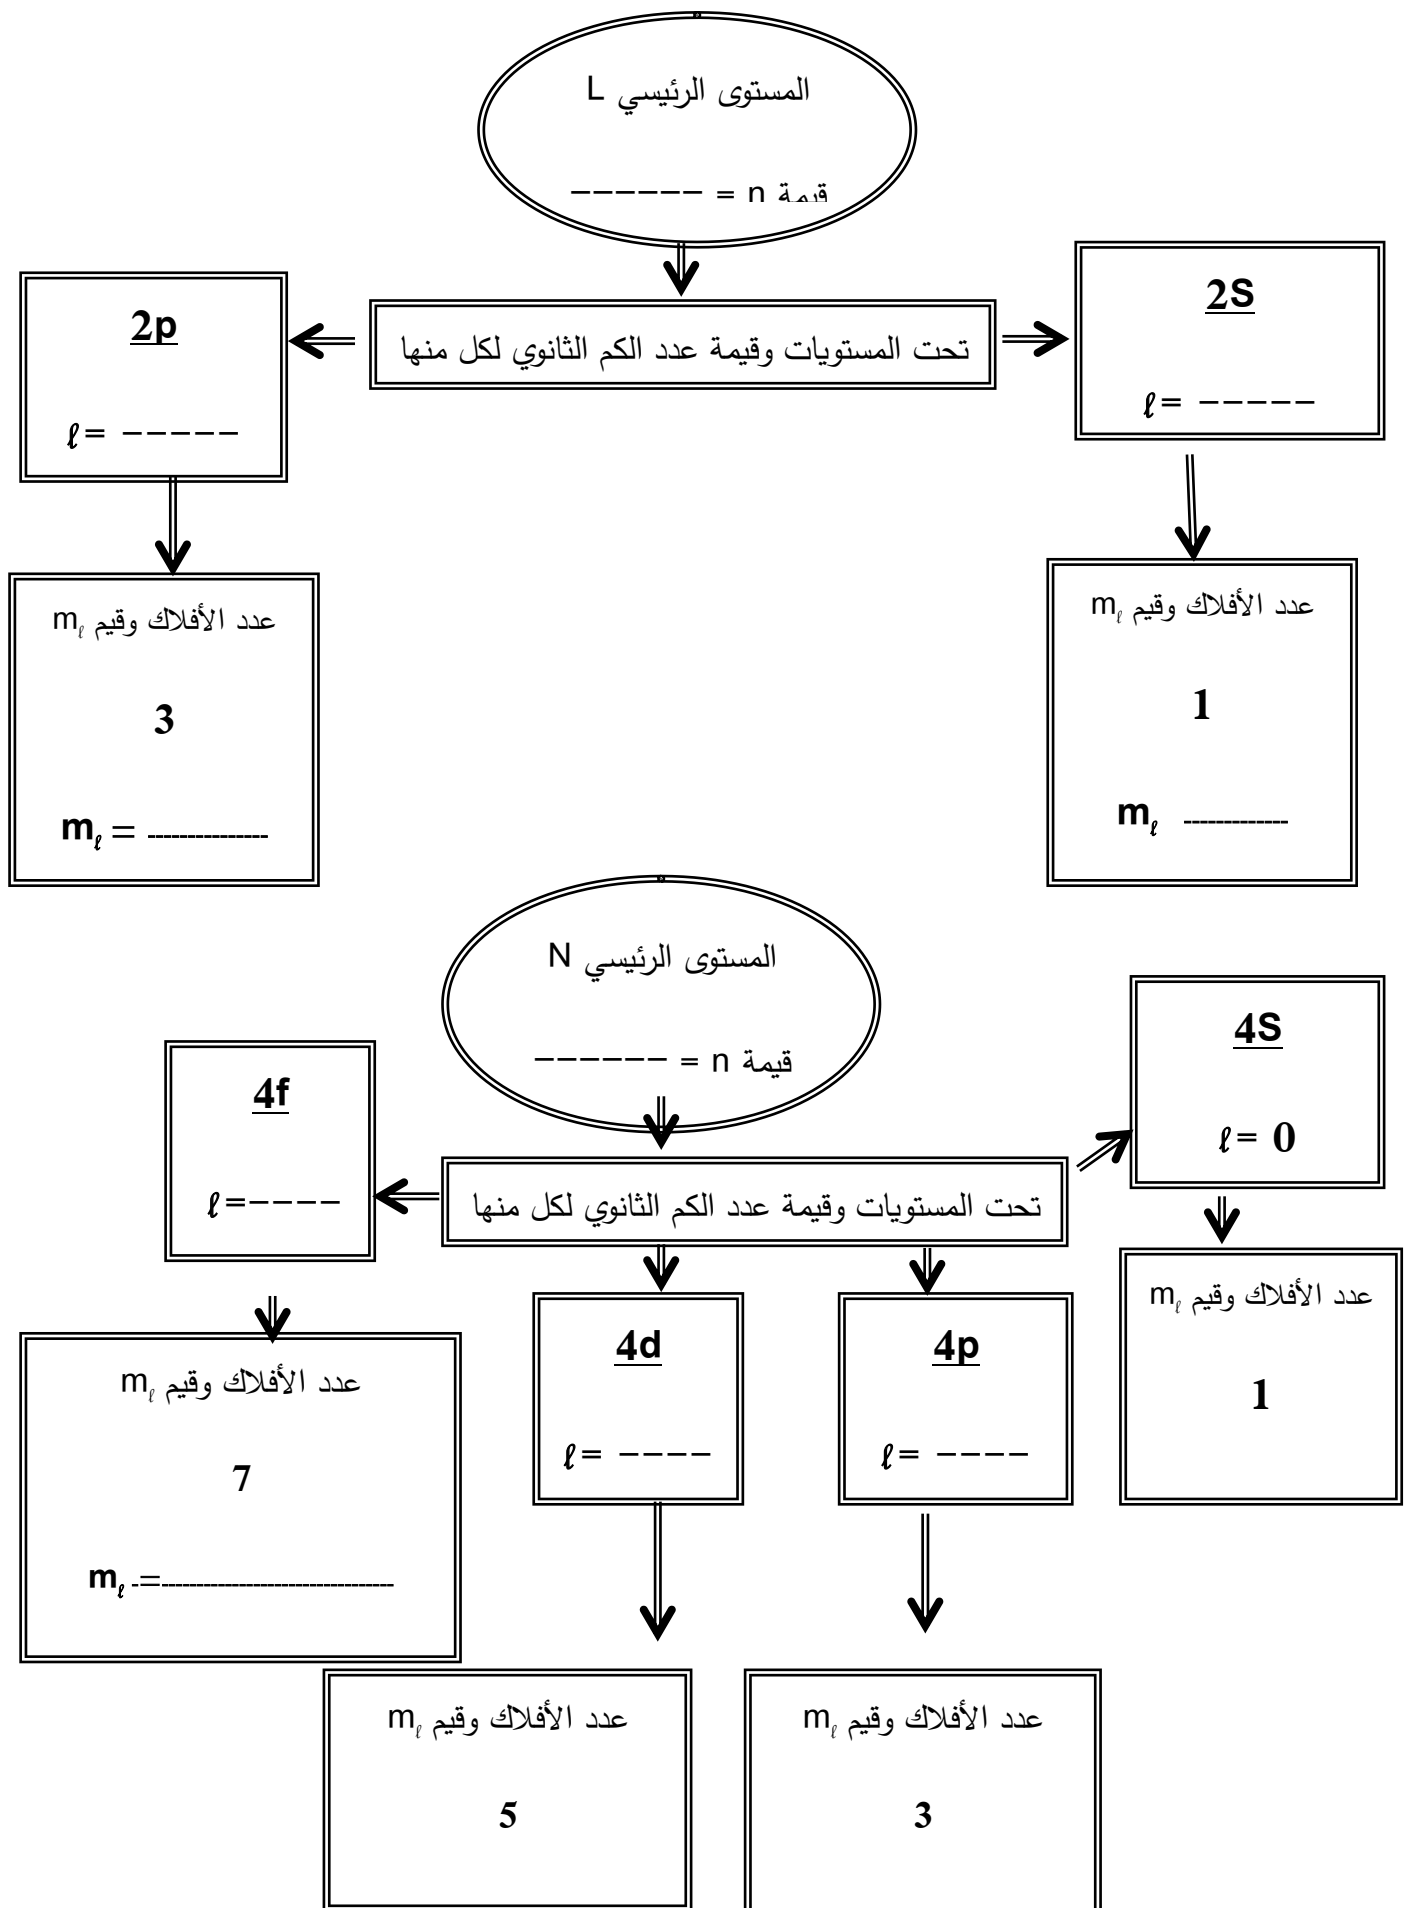 المستوى الرئيسي L
قيمة n = ------
2S
ℓ = -----
تحت المستويات وقيمة عدد الكم الثانوي لكل منها
2p
ℓ = -----
عدد الأفلاك وقيم mℓ
1
mℓ -------------
عدد الأفلاك وقيم mℓ
3
mℓ = ---------------
المستوى الرئيسي N
قيمة n = ------
4S
ℓ = 0
4f
ℓ =----
تحت المستويات وقيمة عدد الكم الثانوي لكل منها
عدد الأفلاك وقيم mℓ
1
4p
ℓ = ----
4d
ℓ = ----
عدد الأفلاك وقيم mℓ
7
mℓ -=-----------------------------
عدد الأفلاك وقيم mℓ
3
عدد الأفلاك وقيم mℓ
5